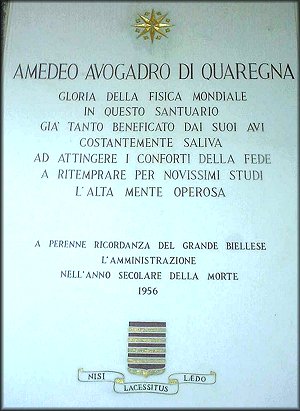 AMEDEO AVOGADRO DI QUAREGNA
GLORIA DELLA FISICA MONDIALE
IN QUESTO SANTUARIO
GIA' TANTO BENEFICATO DAI SUOI AVI
COSTANTEMENTE SALIVA
AD ATTINGERE I CONFORTI DELLA FEDE
A RITEMPRARE PER NOVISSIMI STUDI
L'ALTA MENTE OPEROSA
A PERENNE RICORDANZA DEL GRANDE BIELLESE
L'AMMINISTRAZIONE
NELL'ANNO SECOLARE DELLA MORTE
1956
NISI LÆDO
LACESSITUS